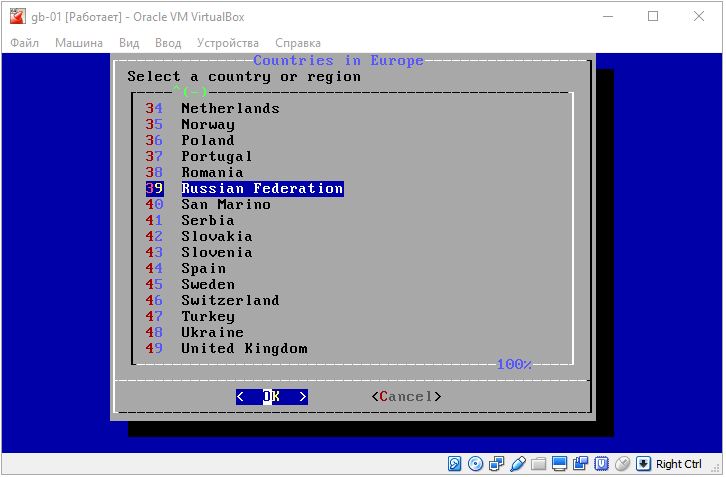 gb-01 [Работает] - Oracle VM VirtualBox
Файл Машина Вид Ввод Устройства Справка
Countries in Europe
Select a country or region
^(-)
34 Netherlands
35 Norway
36 Poland
37 Portugal
38 Romania
39 Russian Federation
40 San Marino
41 Serbia
42 Slovakia
43 Slovenia
44 Spain
45 Sweden
46 Switzerland
47 Turkey
48 Ukraine
49 United Kingdom
100%
< OK > <Cancel>
Right Ctrl